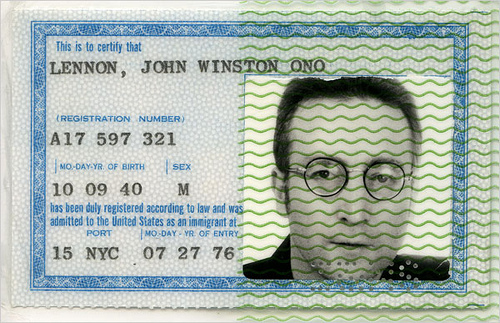 This is to certify that
LENNON, JOHN WINSTON ONO
(REGISTRATION NUMBER)
A17 597 321
MO-DAY-YR. OF BIRTH SEX
10 09 40 M
has been duly registered according to law and was
admitted to the United States as an immigrant at
PORT MO-DAY-YR OF ENTRY
15 NYC 07 27 76